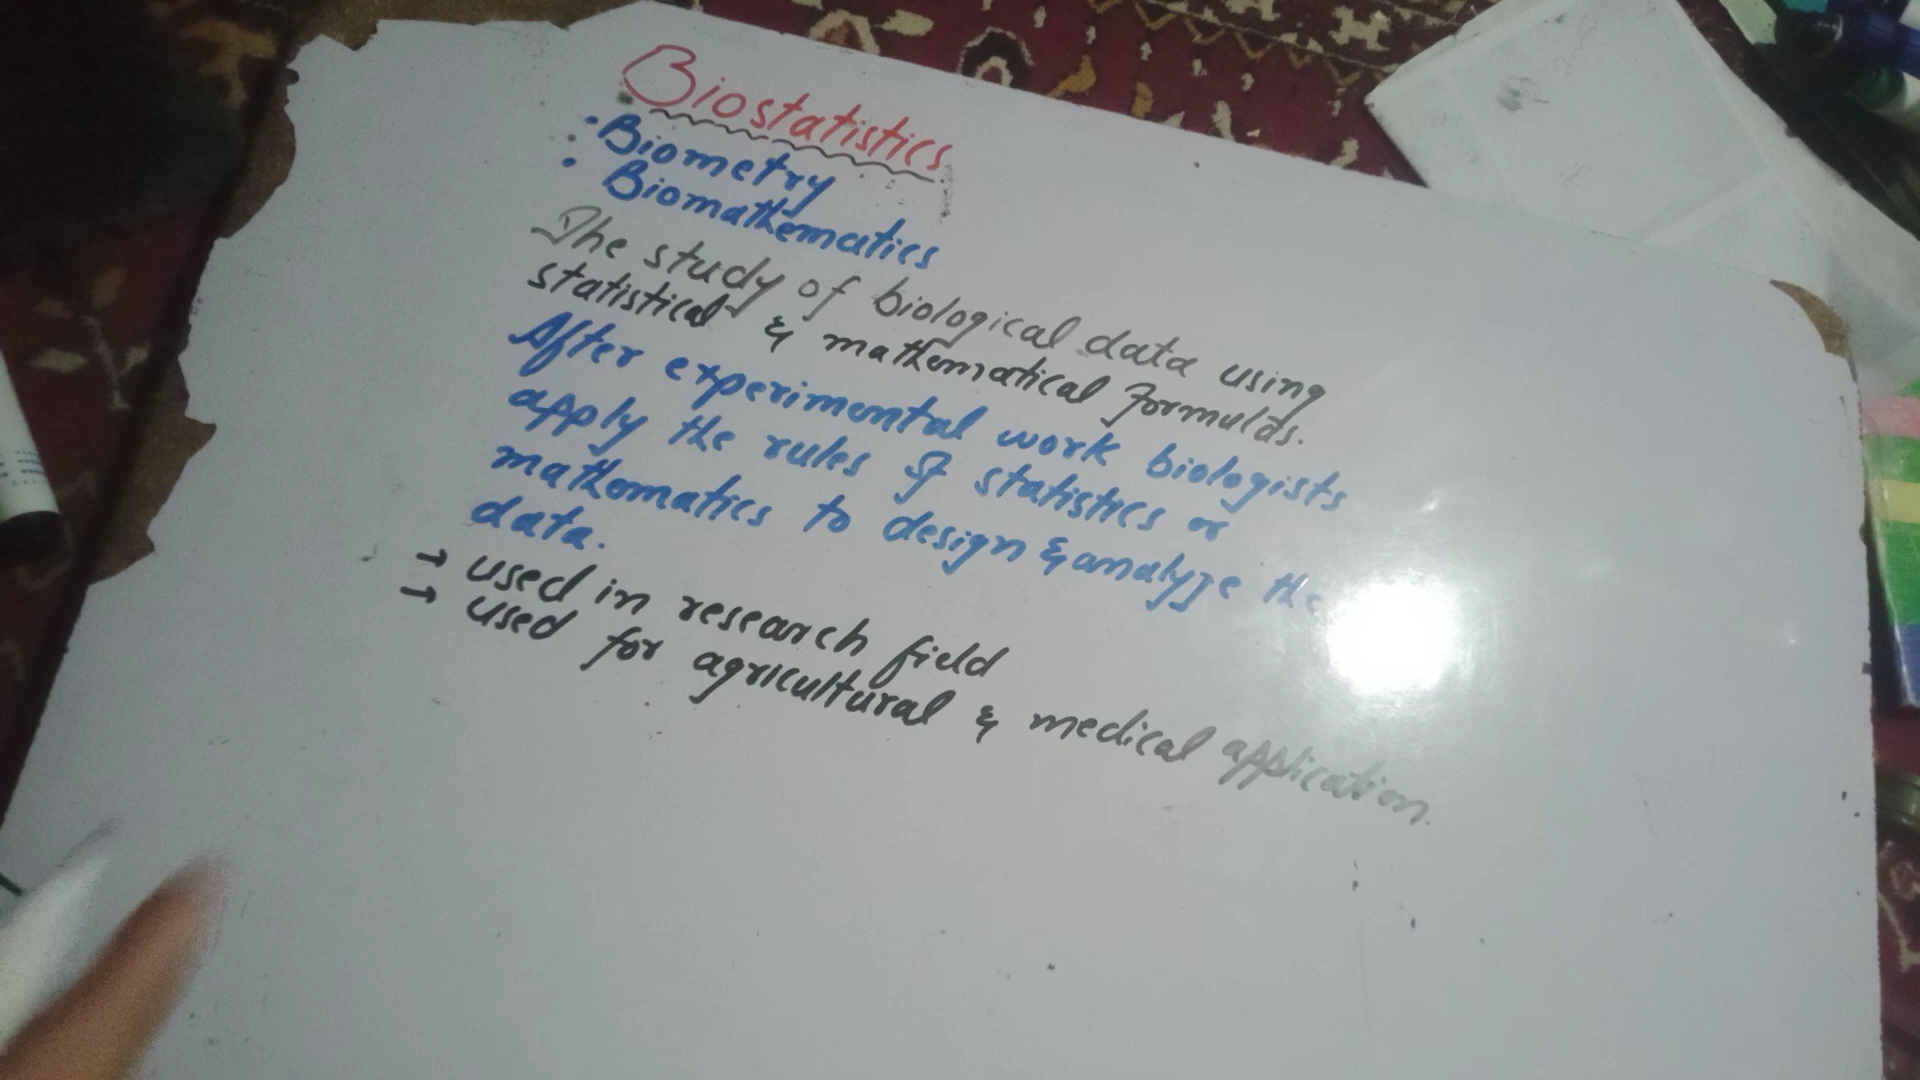 Biostatistics
• Biometry
• Biomathematics
The study of biological data using
statistical & mathematical formulas.
After experimental work biologists
apply the rules of statistics or
mathematics to design & analyze the
data.
→ used in research field
→ used for agricultural & medical application.